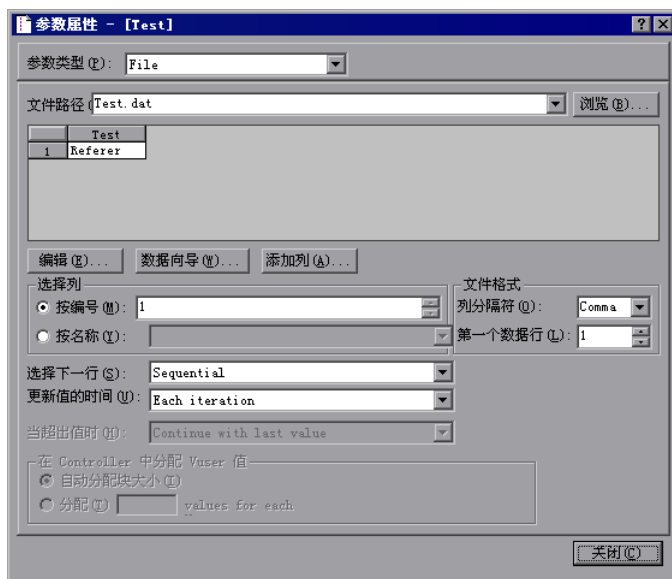 参数属性 - [Test]
参数类型(P): File
文件路径( Test.dat 浏览(B)...
Test
1 Referer
编辑(E)... 数据向导(W)... 添加列(A)...
选择列 文件格式
按编号(M): 1 列分隔符(O): Comma
按名称(Y): 第一个数据行(L): 1
选择下一行(S): Sequential
更新值的时间(U): Each iteration
当超出值时(H): Continue with last value
在 Controller 中分配 Vuser 值
自动分配块大小(I)
分配(T) values for each
关闭(C)